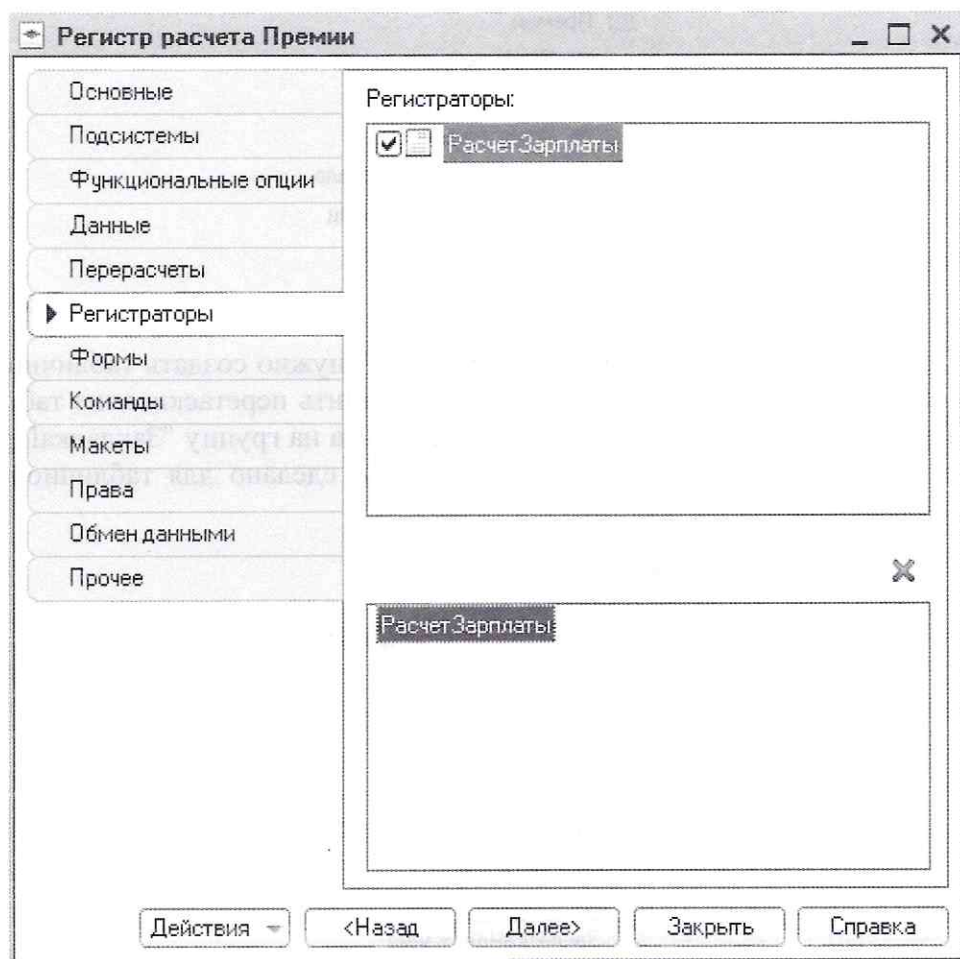 Регистр расчета Премии
Основные
Подсистемы
Функциональные опции
Данные
Перерасчеты
Регистраторы
Формы
Команды
Макеты
Права
Обмен данными
Прочее
Регистраторы:
РасчетЗарплаты
РасчетЗарплаты
Действия
<Назад
Далее>
Закрыть
Справка